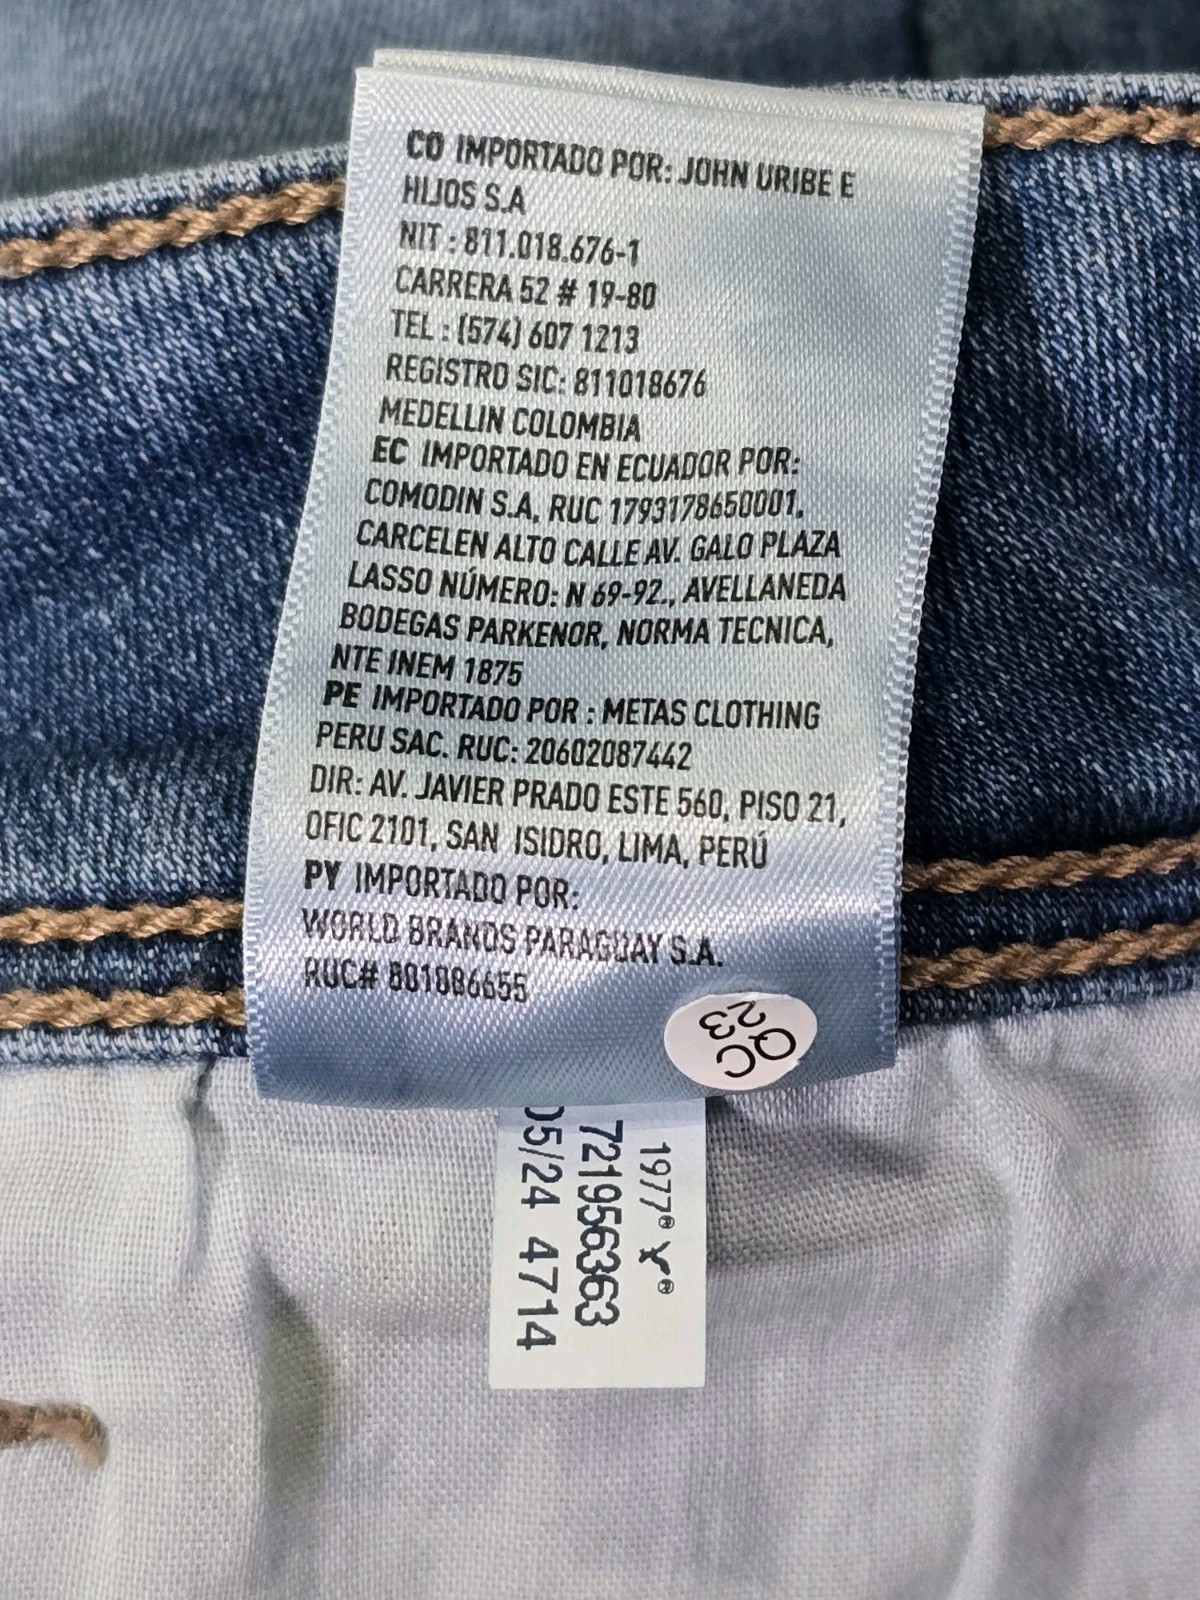 CO IMPORTADO POR: JOHN URIBE E
HIJOS S.A
NIT : 811.018.676-1
CARRERA 52 # 19-80
TEL : (574) 607 1213
REGISTRO SIC: 811018676
MEDELLIN COLOMBIA
EC IMPORTADO EN ECUADOR POR:
COMODIN S.A, RUC 1793178650001,
CARCELEN ALTO CALLE AV. GALO PLAZA
LASSO NÚMERO: N 69-92., AVELLANEDA
BODEGAS PARKENOR, NORMA TECNICA,
NTE INEM 1875
PE IMPORTADO POR : METAS CLOTHING
PERU SAC. RUC: 20602087442
DIR: AV. JAVIER PRADO ESTE 560, PISO 21,
OFIC 2101, SAN ISIDRO, LIMA, PERÚ
PY IMPORTADO POR:
WORLD BRANDS PARAGUAY S.A.
RUC# 801086655
QC
23
1977® ®
721956363
05/24 4714